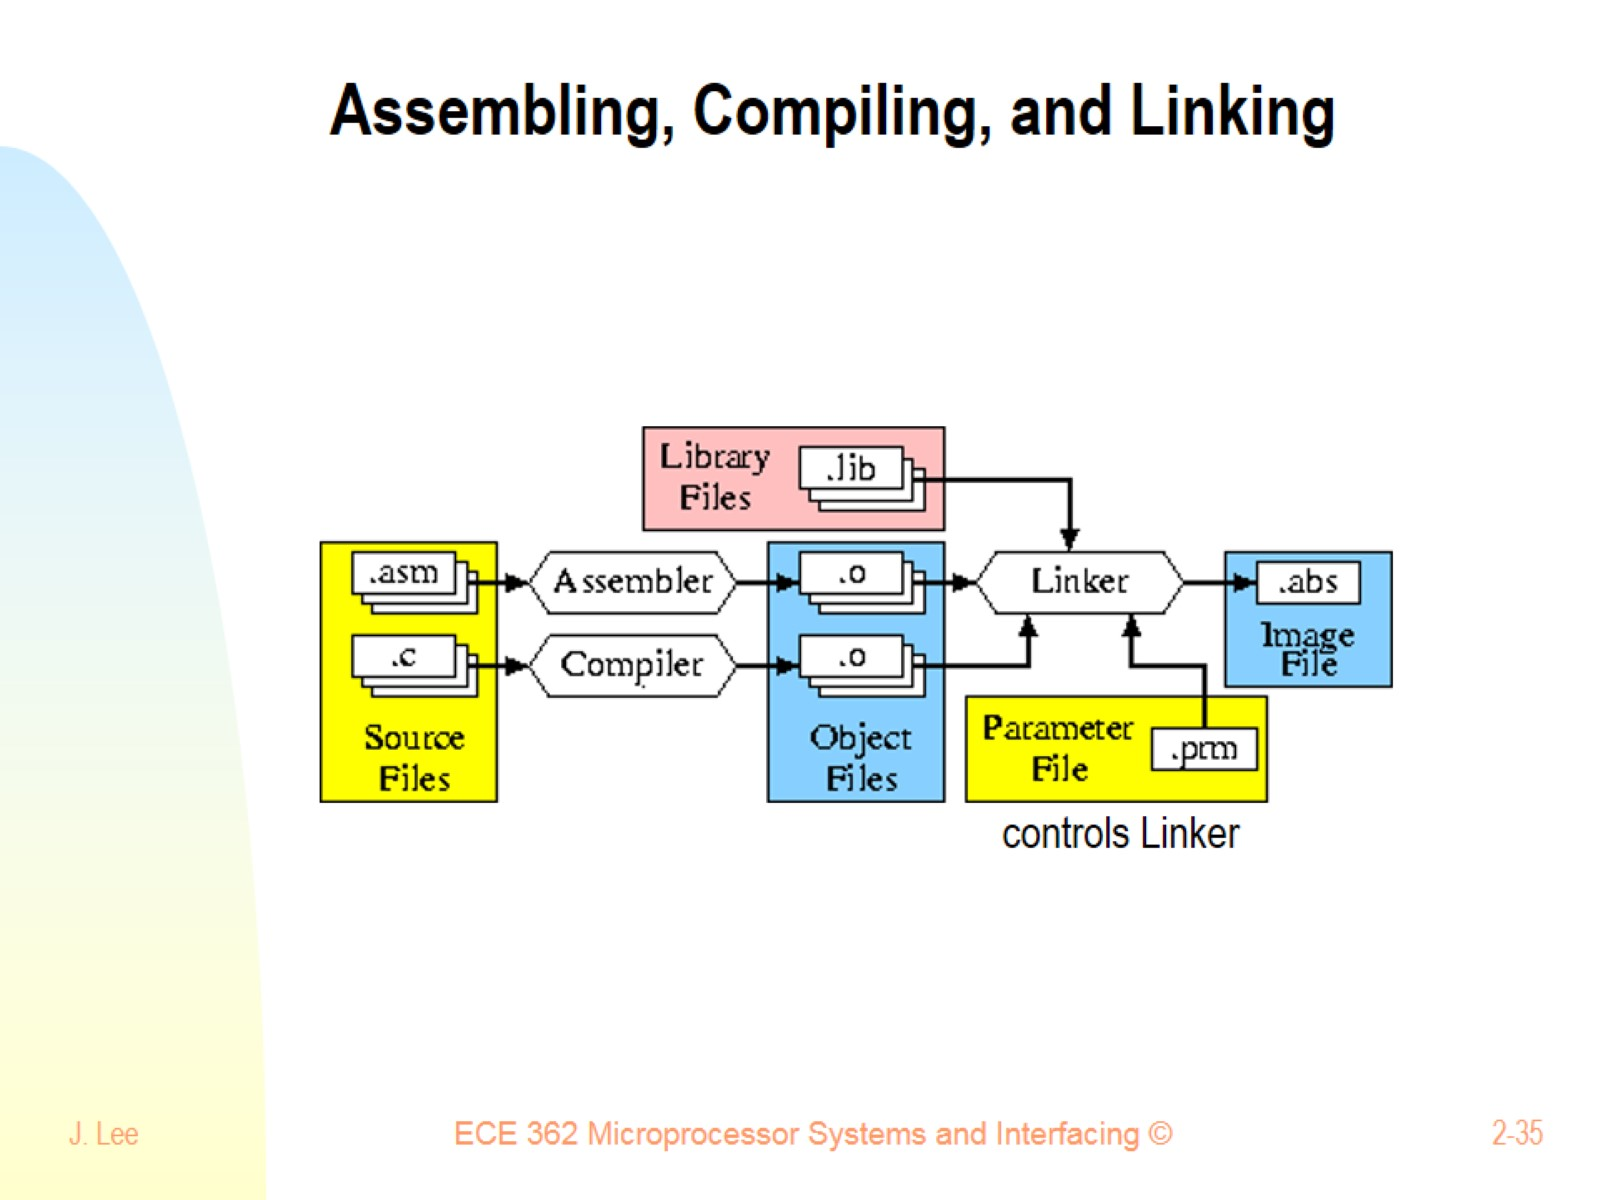 Assembling, Compiling, and Linking
Library
Files
.lib
.asm
Assembler
.o
Linker
.abs
Image
File
.c
Compiler
.o
Source
Files
Object
Files
Parameter
File
.prm
controls Linker
J. Lee
ECE 362 Microprocessor Systems and Interfacing ©
2-35